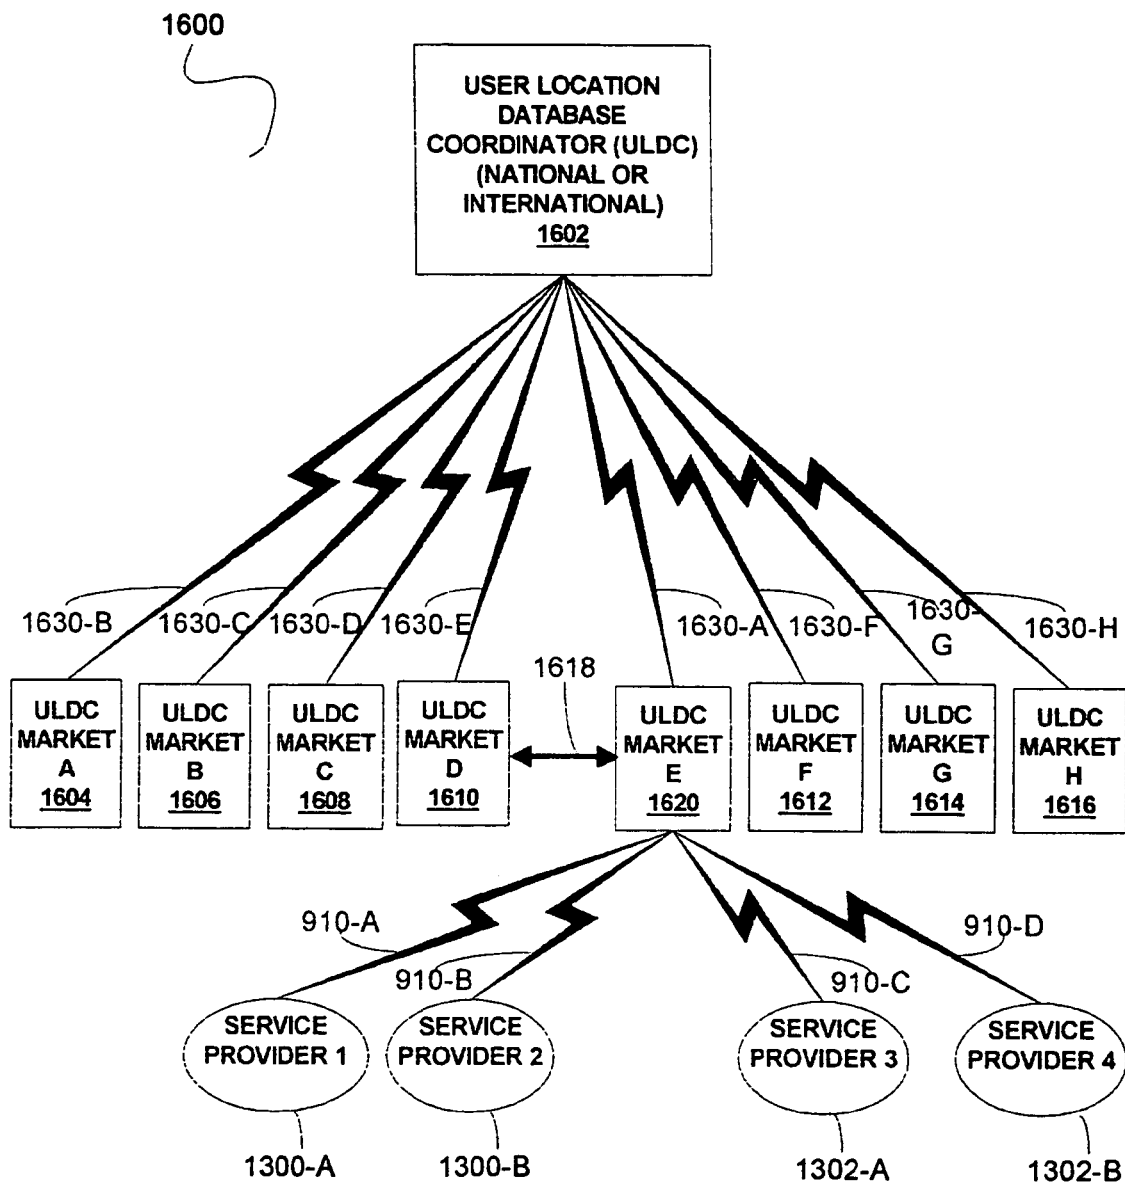 1600
USER LOCATION
DATABASE
COORDINATOR (ULDC)
(NATIONAL OR
INTERNATIONAL)
1602
1630-B
1630-C
1630-D
1630-E
1630-A
1630-F
1630-
G
1630-H
1618
ULDC
MARKET
A
1604
ULDC
MARKET
B
1606
ULDC
MARKET
C
1608
ULDC
MARKET
D
1610
ULDC
MARKET
E
1620
ULDC
MARKET
F
1612
ULDC
MARKET
G
1614
ULDC
MARKET
H
1616
910-A
910-B
910-C
910-D
SERVICE
PROVIDER 1
SERVICE
PROVIDER 2
SERVICE
PROVIDER 3
SERVICE
PROVIDER 4
1300-A
1300-B
1302-A
1302-B